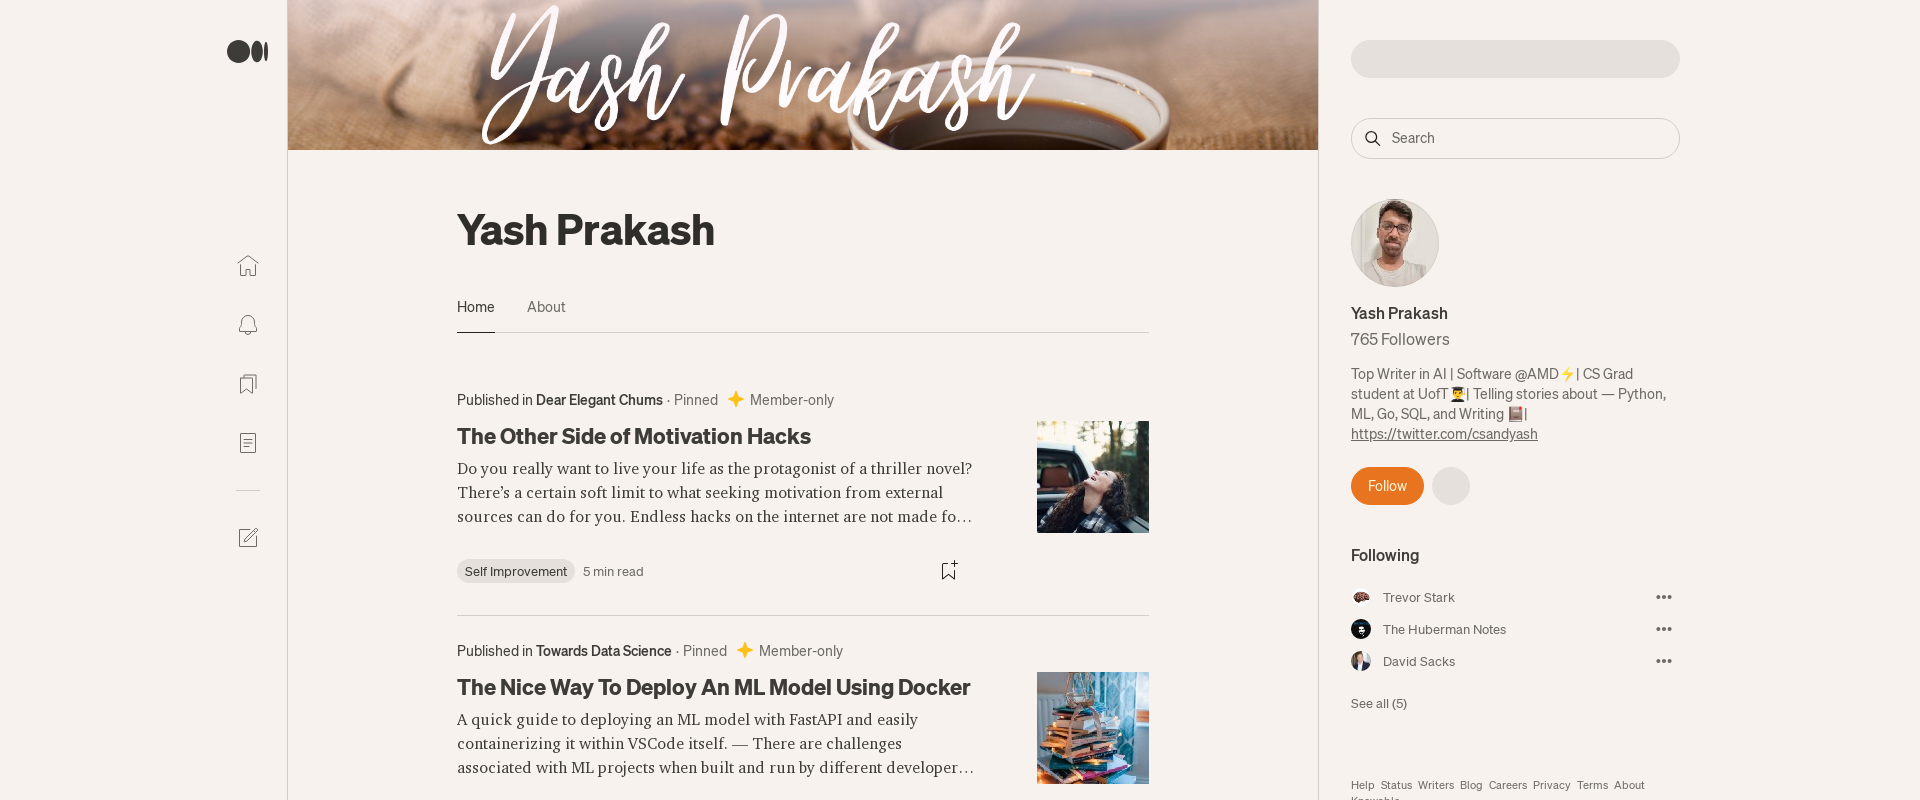 Yash Prakash
Search
Yash Prakash
Home
About
Published in Dear Elegant Chums · Pinned
Member-only
The Other Side of Motivation Hacks
Do you really want to live your life as the protagonist of a thriller novel?
There’s a certain soft limit to what seeking motivation from external
sources can do for you. Endless hacks on the internet are not made fo…
Self Improvement
5 min read
Published in Towards Data Science · Pinned
Member-only
The Nice Way To Deploy An ML Model Using Docker
A quick guide to deploying an ML model with FastAPI and easily
containerizing it within VSCode itself. — There are challenges
associated with ML projects when built and run by different developer…
Yash Prakash
765 Followers
Top Writer in AI | Software @AMD⚡| CS Grad
student at UofT👨‍🎓| Telling stories about — Python,
ML, Go, SQL, and Writing 📔|
https://twitter.com/csandyash
Follow
Following
Trevor Stark
The Huberman Notes
David Sacks
See all (5)
Help Status Writers Blog Careers Privacy Terms About